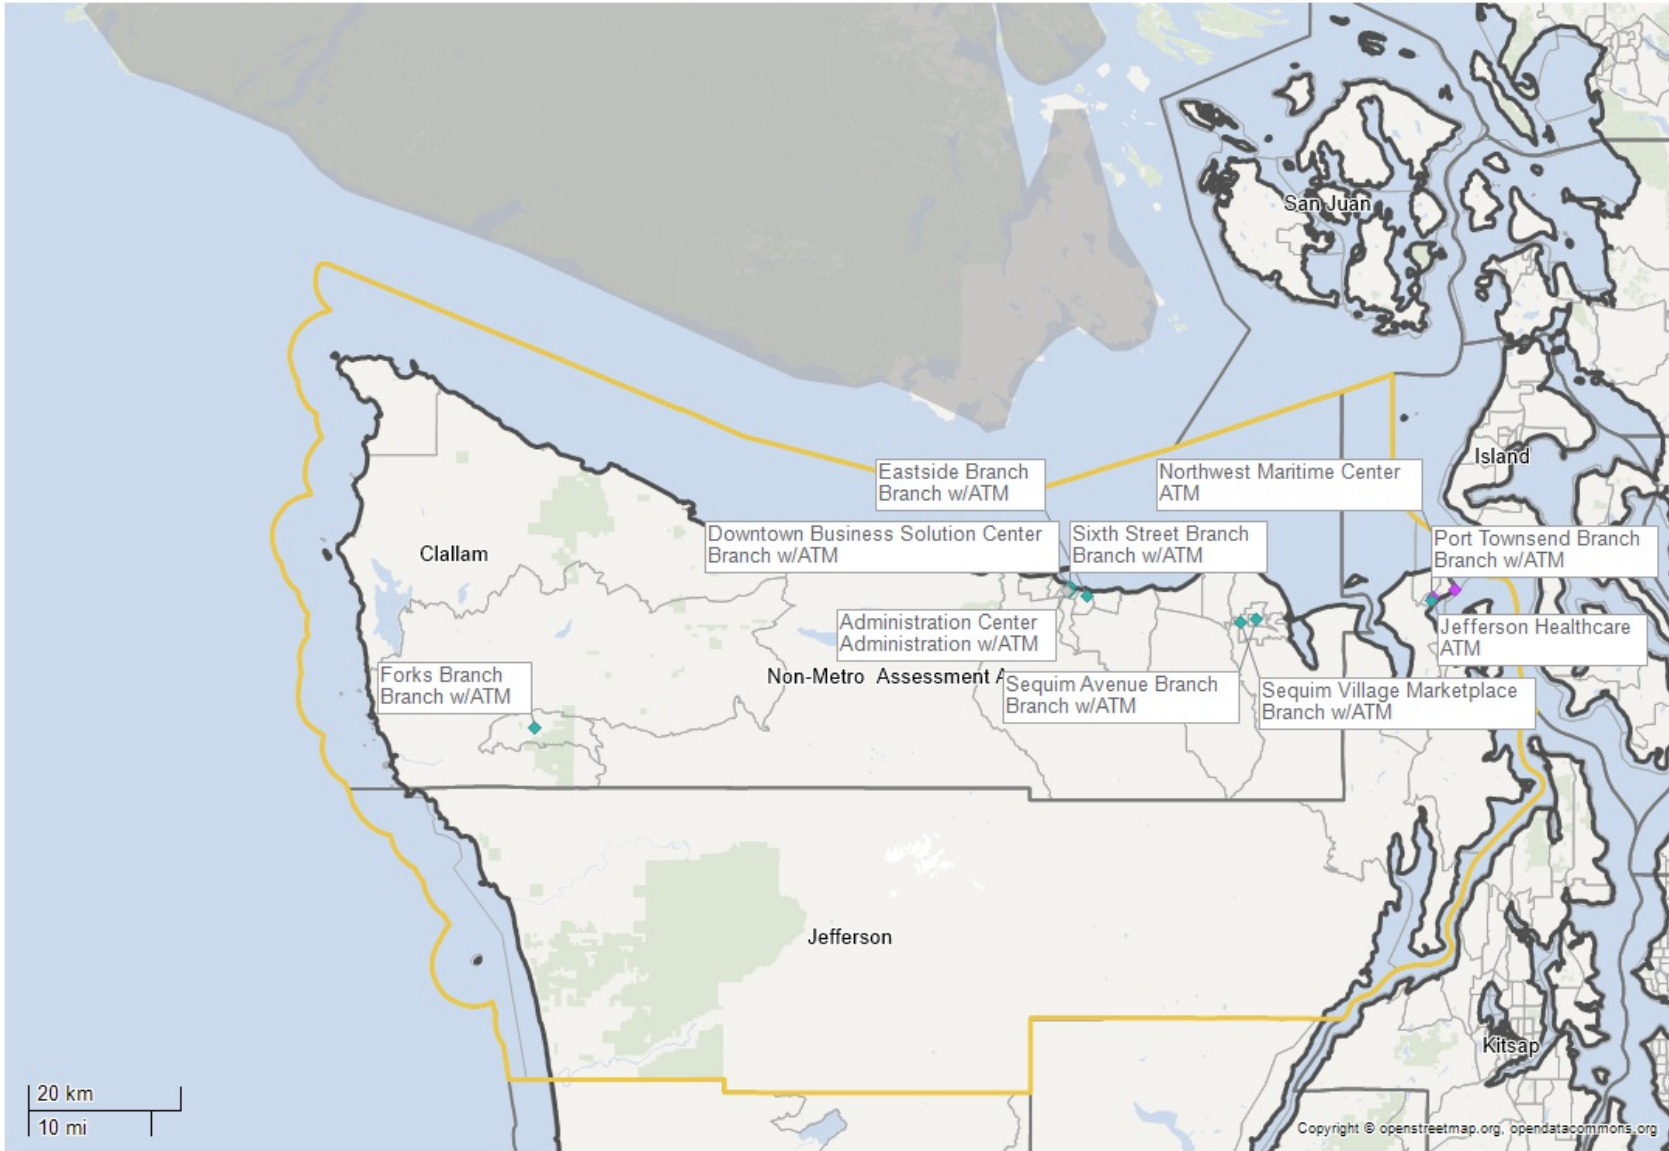 San Juan
Island
Eastside Branch
Branch w/ATM
Northwest Maritime Center
ATM
Downtown Business Solution Center
Branch w/ATM
Sixth Street Branch
Branch w/ATM
Port Townsend Branch
Branch w/ATM
Clallam
Administration Center
Administration w/ATM
Jefferson Healthcare
ATM
Forks Branch
Branch w/ATM
Non-Metro Assessment A
Sequim Avenue Branch
Branch w/ATM
Sequim Village Marketplace
Branch w/ATM
Jefferson
Kitsap
20 km
10 mi
Copyright © openstreetmap.org, opendatacommons.org